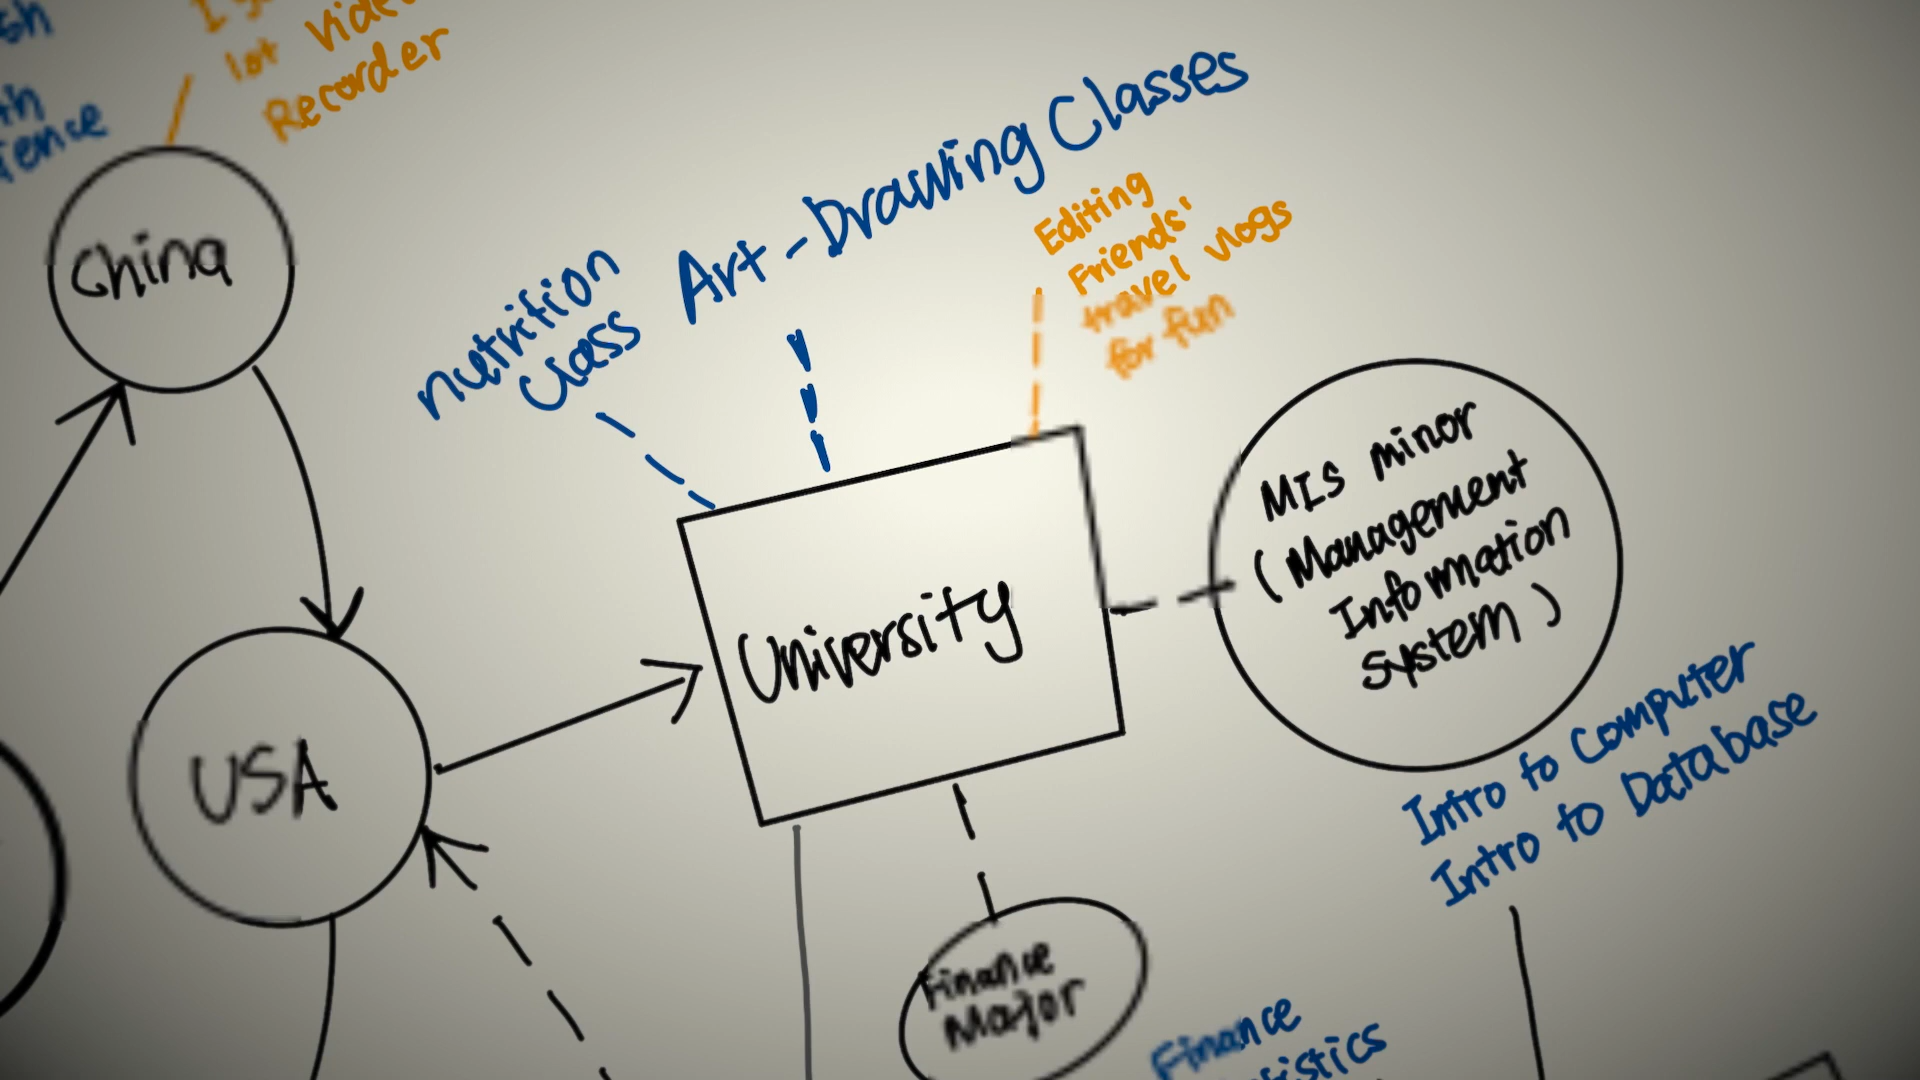 lot Video
Recorder
China
Art - Drawing Classes
nutrition
Class
Editing
Friends'
travel vlogs
for fun
University
MIS minor
(Management
Information
System)
USA
Intro to Computer
Intro to Database
Finance
Major
Finance